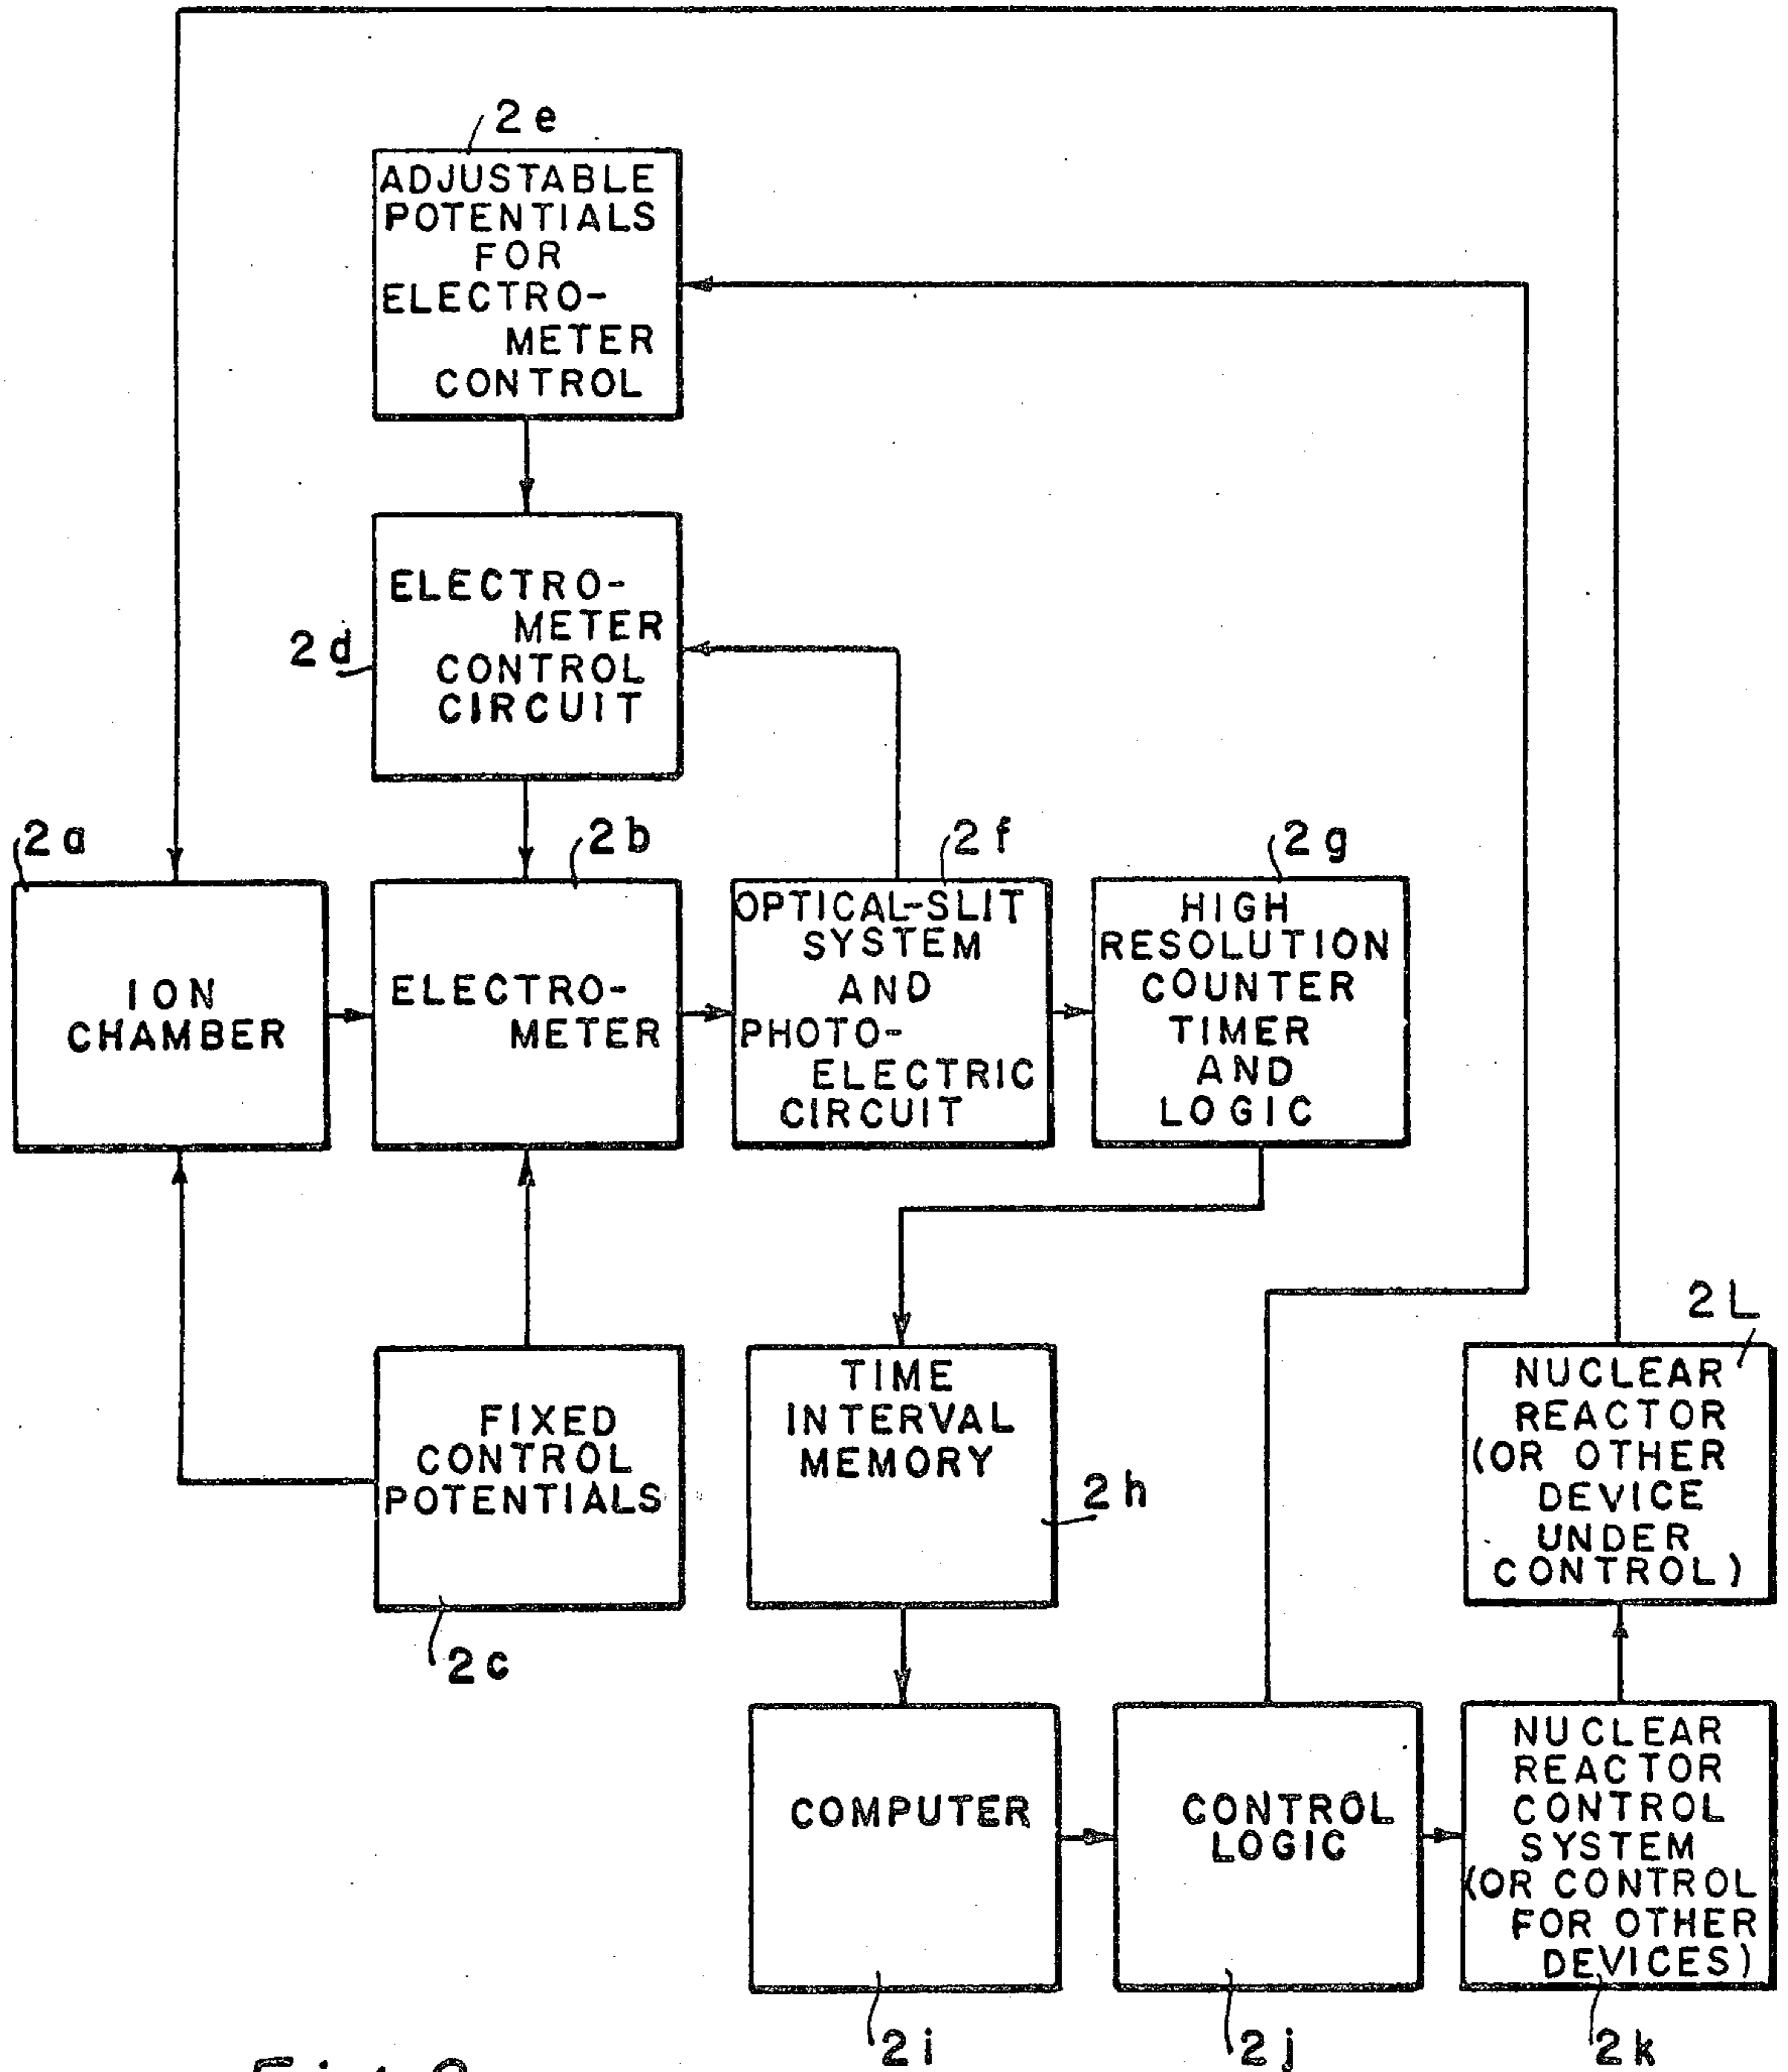 2e
ADJUSTABLE
POTENTIALS
FOR
ELECTRO-
METER
CONTROL
2d
ELECTRO-
METER
CONTROL
CIRCUIT
2a
ION
CHAMBER
2b
ELECTRO-
METER
2f
OPTICAL-SLIT
SYSTEM
AND
PHOTO-
ELECTRIC
CIRCUIT
2g
HIGH
RESOLUTION
COUNTER
TIMER
AND
LOGIC
FIXED
CONTROL
POTENTIALS
2c
TIME
INTERVAL
MEMORY
2h
2L
NUCLEAR
REACTOR
(OR OTHER
DEVICE
UNDER
CONTROL)
COMPUTER
2i
CONTROL
LOGIC
2j
NUCLEAR
REACTOR
CONTROL
SYSTEM
(OR CONTROL
FOR OTHER
DEVICES)
2k